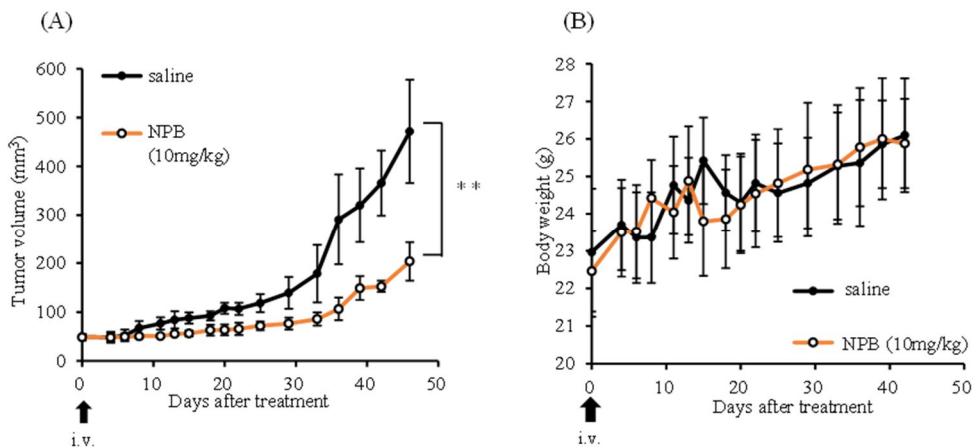 (A)
600
500
400
300
200
100
0
Tumor volume (mm³)
saline
NPB
(10mg/kg)
**
0 10 20 30 40 50
Days after treatment
i.v.
(B)
28
27
26
25
24
23
22
21
20
Body weight (g)
saline
NPB (10mg/kg)
0 10 20 30 40 50
Days after treatment
i.v.